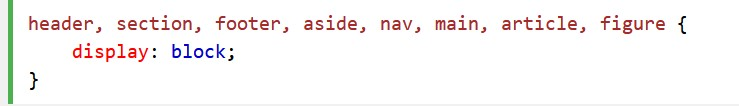 header, section, footer, aside, nav, main, article, figure {
    display: block;
}